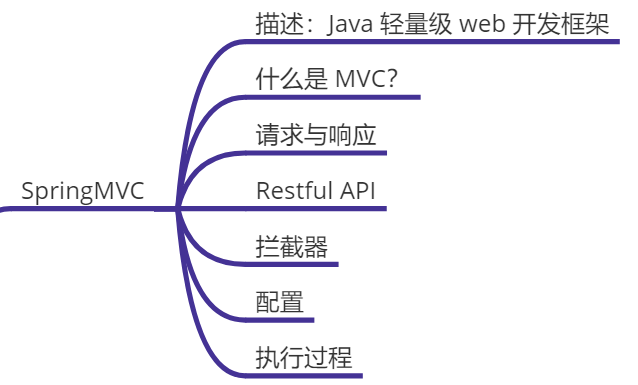 描述：Java 轻量级 web 开发框架
什么是 MVC？
请求与响应
SpringMVC
Restful API
拦截器
配置
执行过程